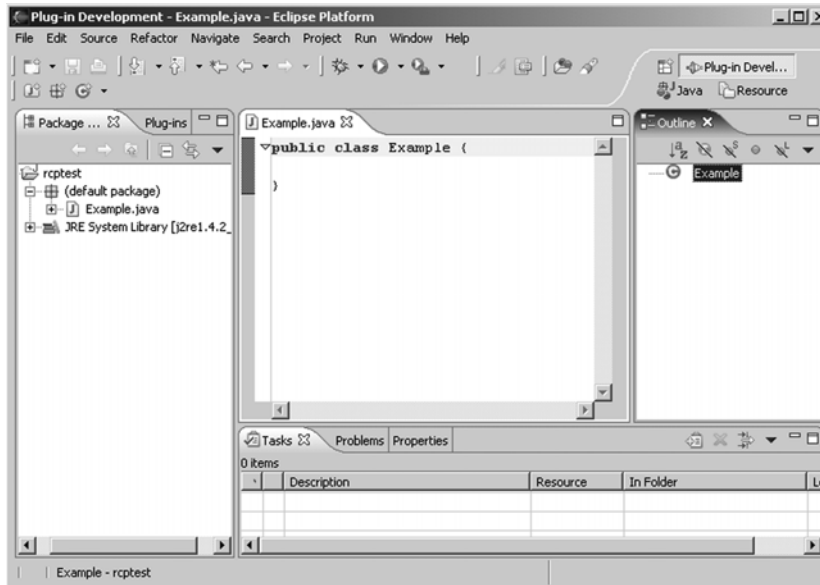 Plug-in Development - Example.java - Eclipse Platform
File Edit Source Refactor Navigate Search Project Run Window Help
Plug-in Devel...
Java Resource
Package ... Plug-ins
Example.java
Outline
public class Example {
}
rcptest
(default package)
Example.java
JRE System Library [j2re1.4.2_
Example
Tasks Problems Properties
0 items
Description Resource In Folder L
Example - rcptest